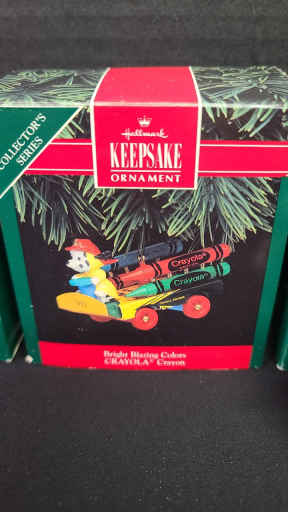 COLLECTOR'S
SERIES
Hallmark
KEEPSAKE
ORNAMENT
Crayola®
Crayola®
Bright Blazing Colors
CRAYOLA® Crayon